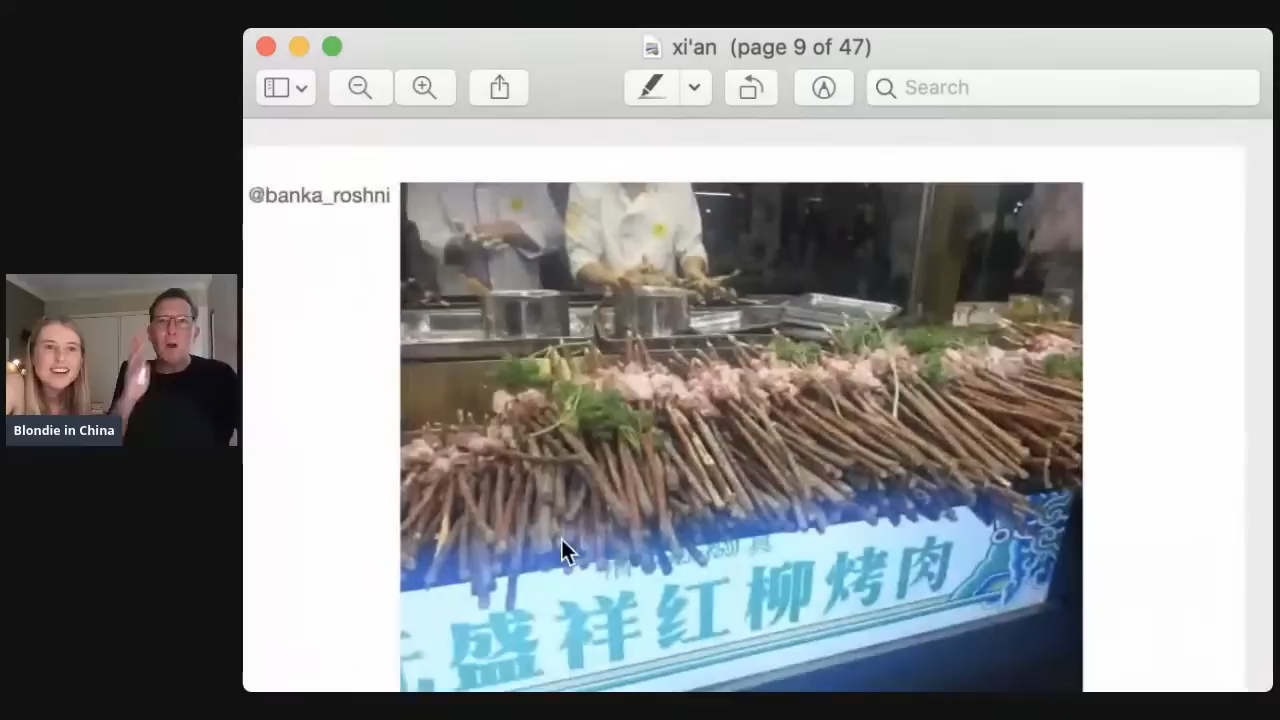 xi'an (page 9 of 47)
Search
@banka_roshni
盛祥红柳烤肉
Blondie in China